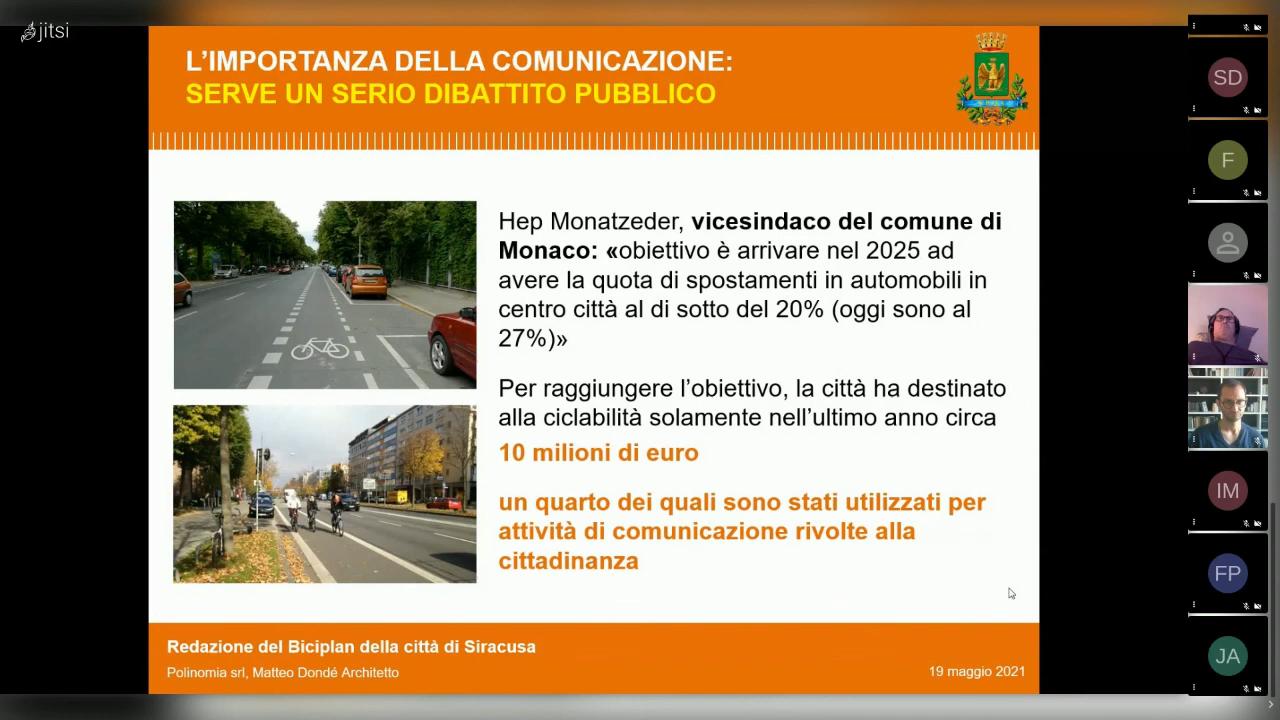 jitsi
L'IMPORTANZA DELLA COMUNICAZIONE:
SERVE UN SERIO DIBATTITO PUBBLICO
Hep Monatzeder, vicesindaco del comune di
Monaco: «obiettivo è arrivare nel 2025 ad
avere la quota di spostamenti in automobili in
centro città al di sotto del 20% (oggi sono al
27%)»
Per raggiungere l'obiettivo, la città ha destinato
alla ciclabilità solamente nell'ultimo anno circa
10 milioni di euro
un quarto dei quali sono stati utilizzati per
attività di comunicazione rivolte alla
cittadinanza
Redazione del Biciplan della città di Siracusa
Polinomia srl, Matteo Dondé Architetto
19 maggio 2021
SD
F
IM
FP
JA